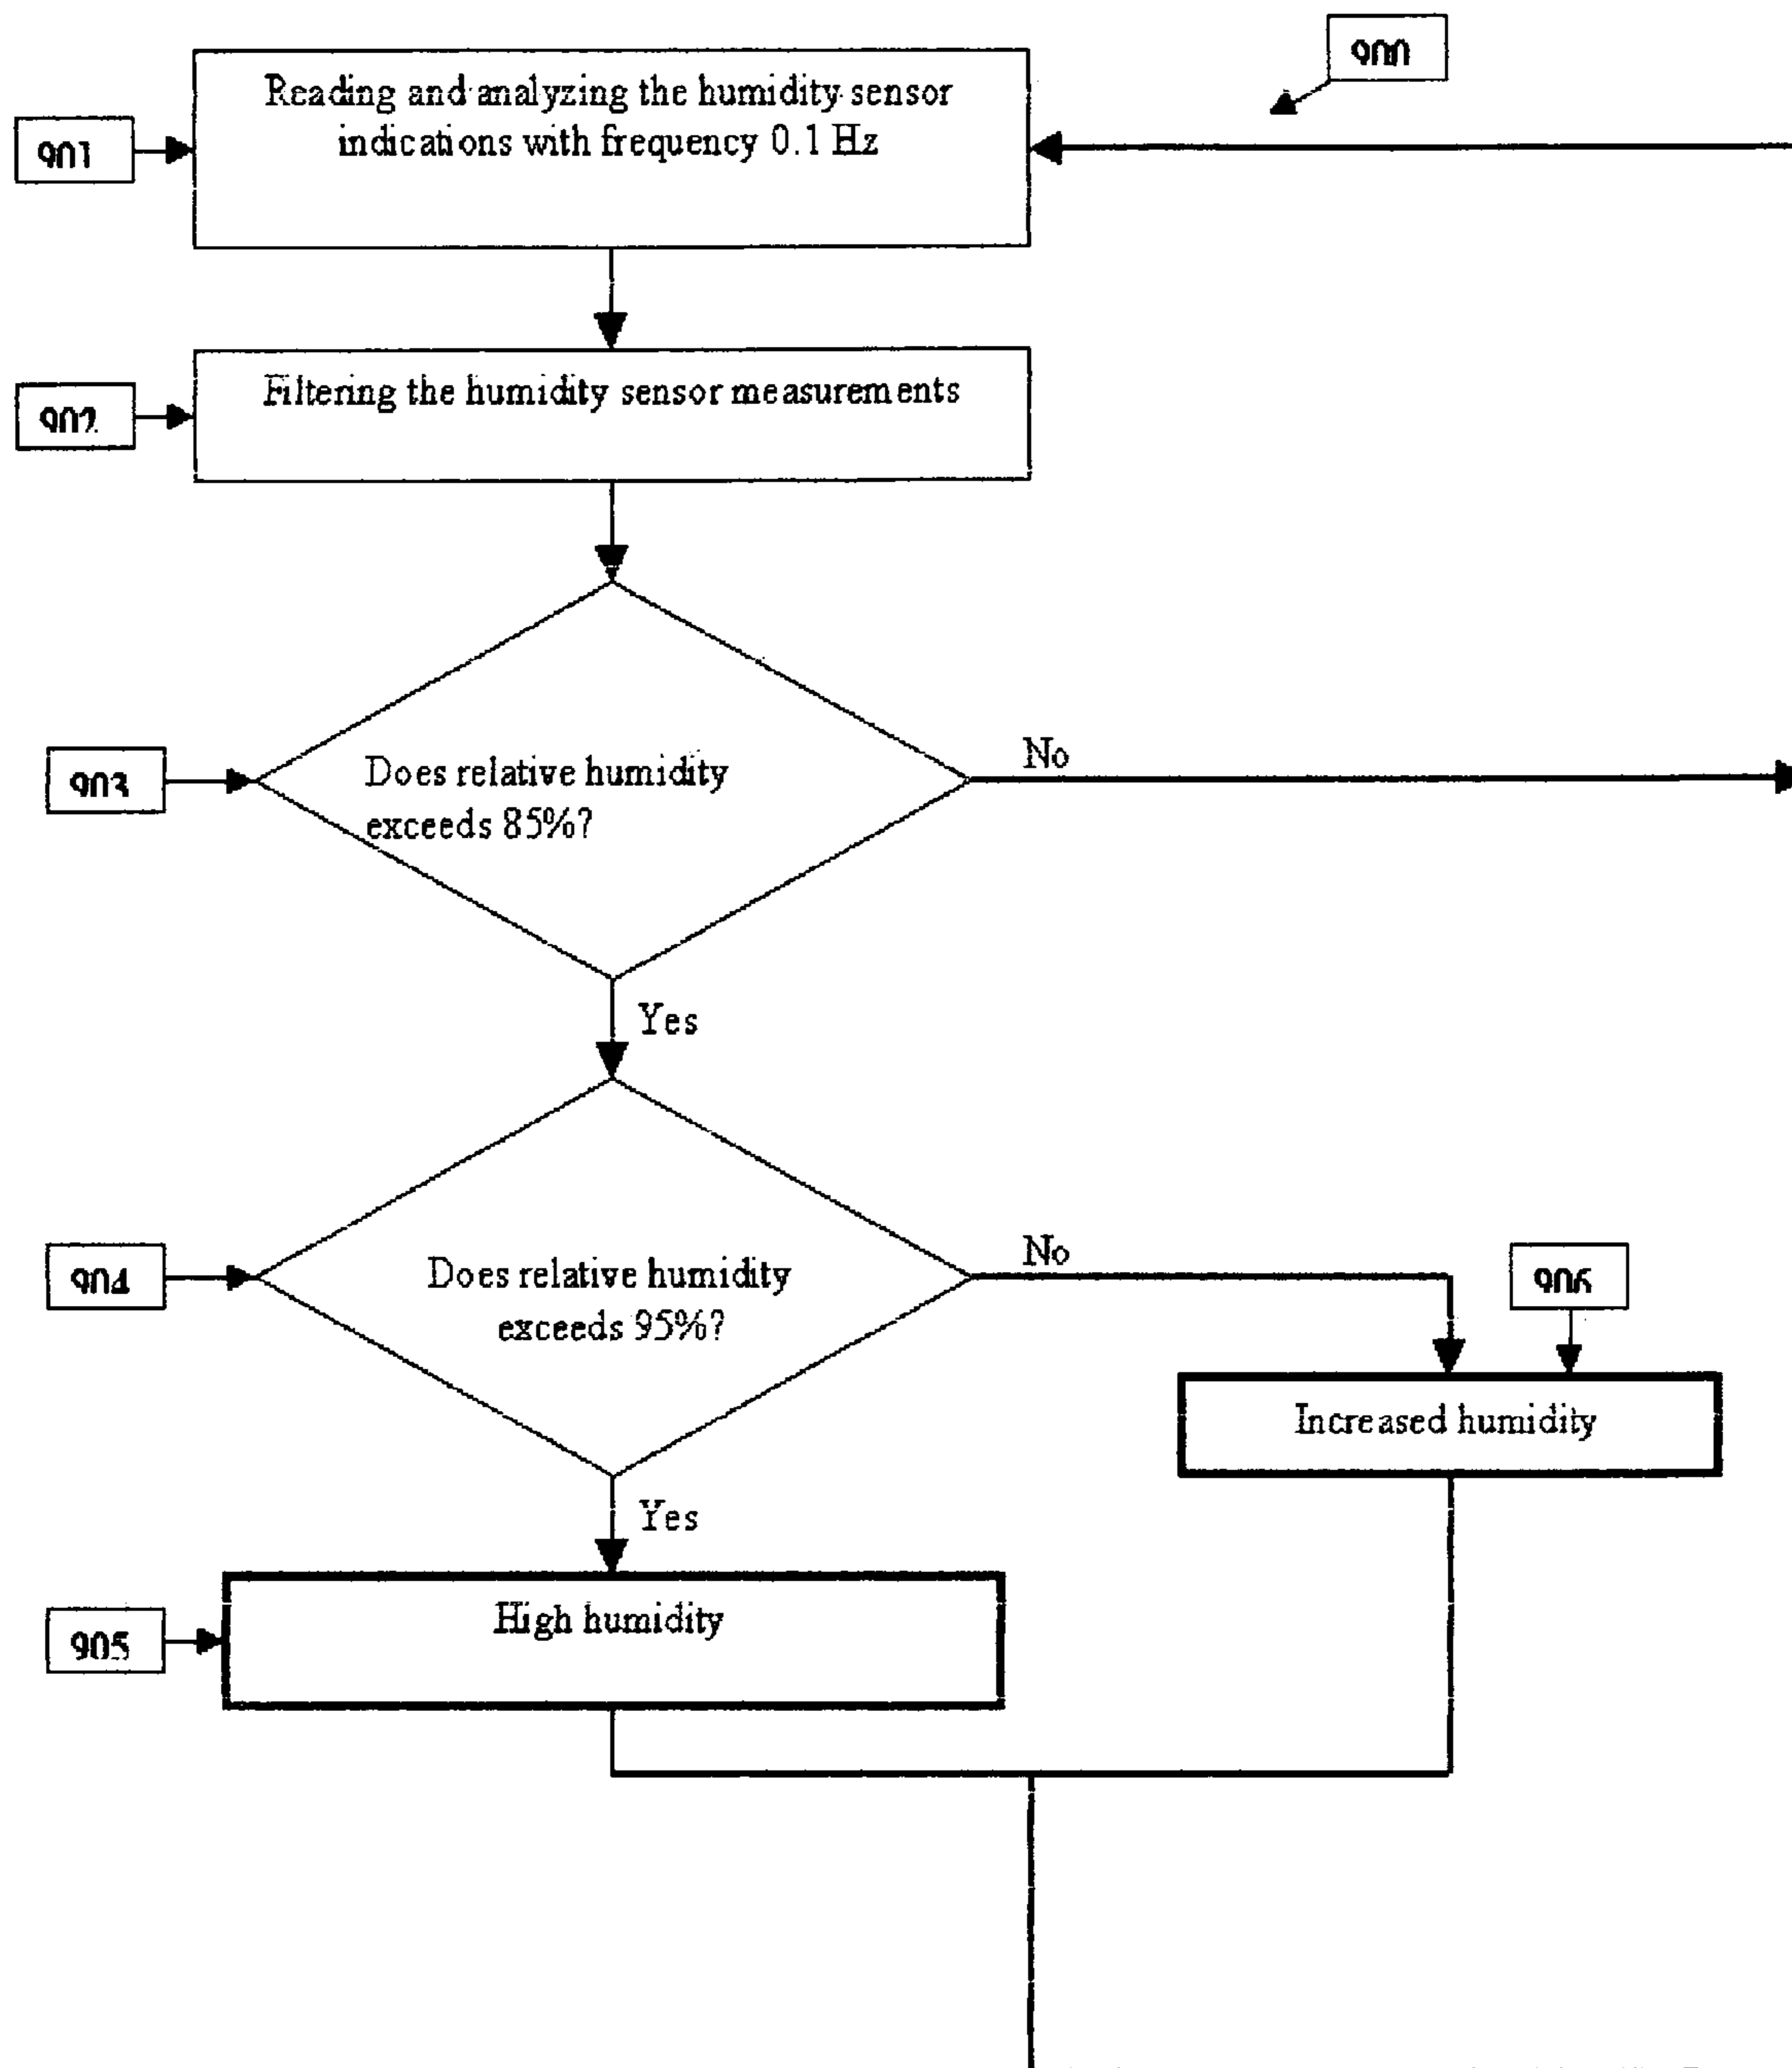 900
Reading and analyzing the humidity sensor
indications with frequency 0.1 Hz
901
Filtering the humidity sensor measurements
902
Does relative humidity
exceeds 85%?
903
No
Yes
Does relative humidity
exceeds 95%?
904
No
906
Increased humidity
Yes
High humidity
905